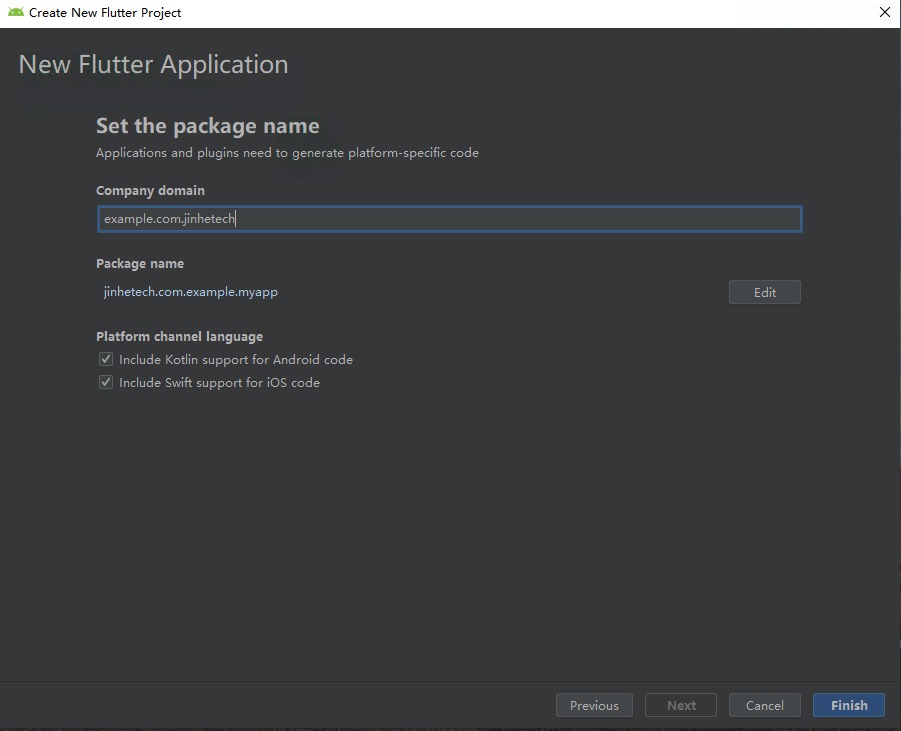 Create New Flutter Project
New Flutter Application
Set the package name
Applications and plugins need to generate platform-specific code
Company domain
example.com.jinhetech
Package name
jinhetech.com.example.myapp
Edit
Platform channel language
Include Kotlin support for Android code
Include Swift support for iOS code
Previous
Next
Cancel
Finish